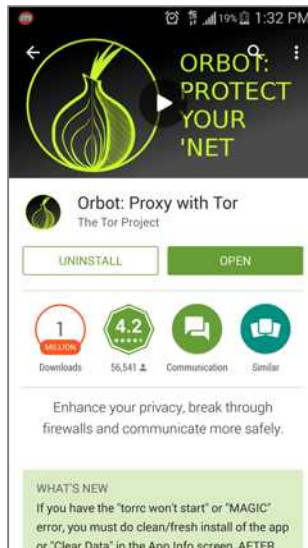 19% 1:32 PM
ORBOT:
PROTECT
YOUR
'NET
Orbot: Proxy with Tor
The Tor Project
UNINSTALL
OPEN
1
MILLION
4.2
Downloads
56,541
Communication
Similar
Enhance your privacy, break through
firewalls and communicate more safely.
WHAT'S NEW
If you have the "torrc won't start" or "MAGIC"
error, you must do clean/fresh install of the app
or "Clear Data" in the App Info screen, AFTER